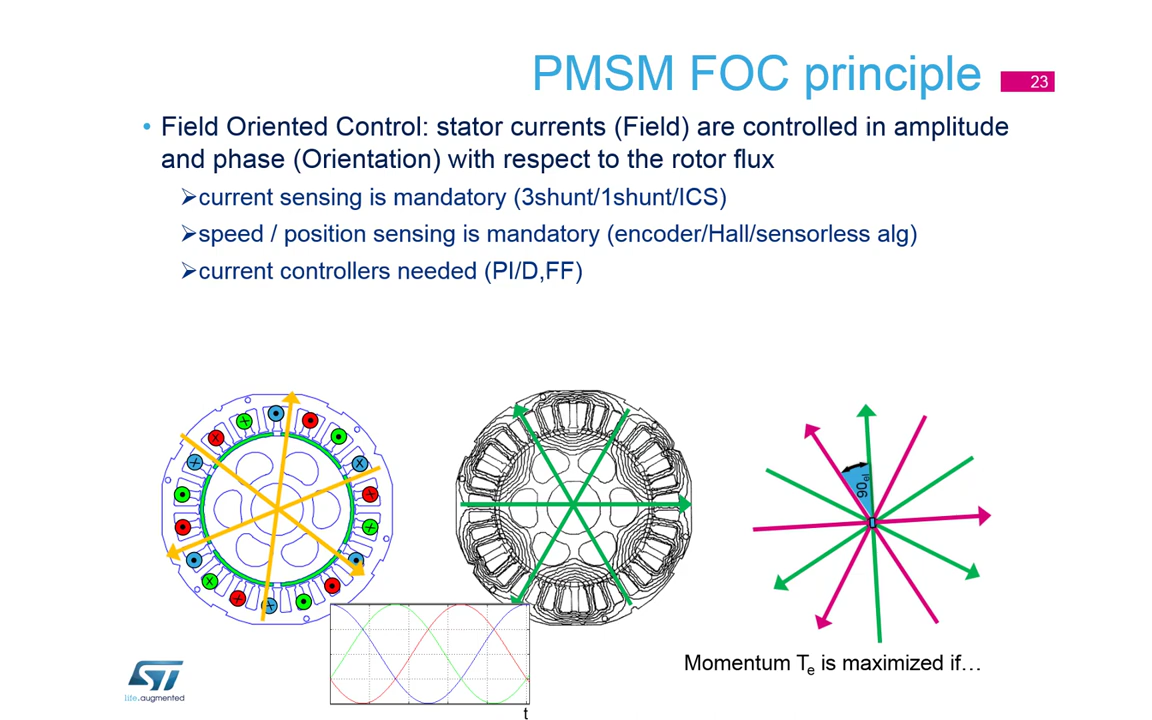 PMSM FOC principle
23
• Field Oriented Control: stator currents (Field) are controlled in amplitude
and phase (Orientation) with respect to the rotor flux
➢current sensing is mandatory (3shunt/1shunt/ICS)
➢speed / position sensing is mandatory (encoder/Hall/sensorless alg)
➢current controllers needed (PI/D,FF)
90el
Momentum Te is maximized if…
t
ST
life.augmented